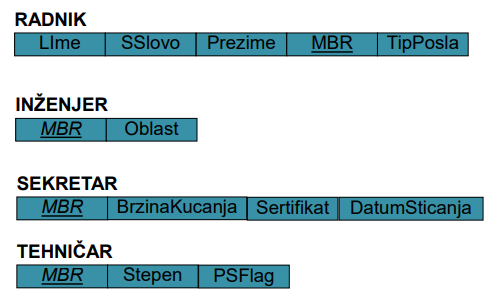 RADNIK
LIme SSlovo Prezime MBR TipPosla
INŽENJER
MBR Oblast
SEKRETAR
MBR BrzinaKucanja Sertifikat DatumSticanja
TEHNIČAR
MBR Stepen PSFlag